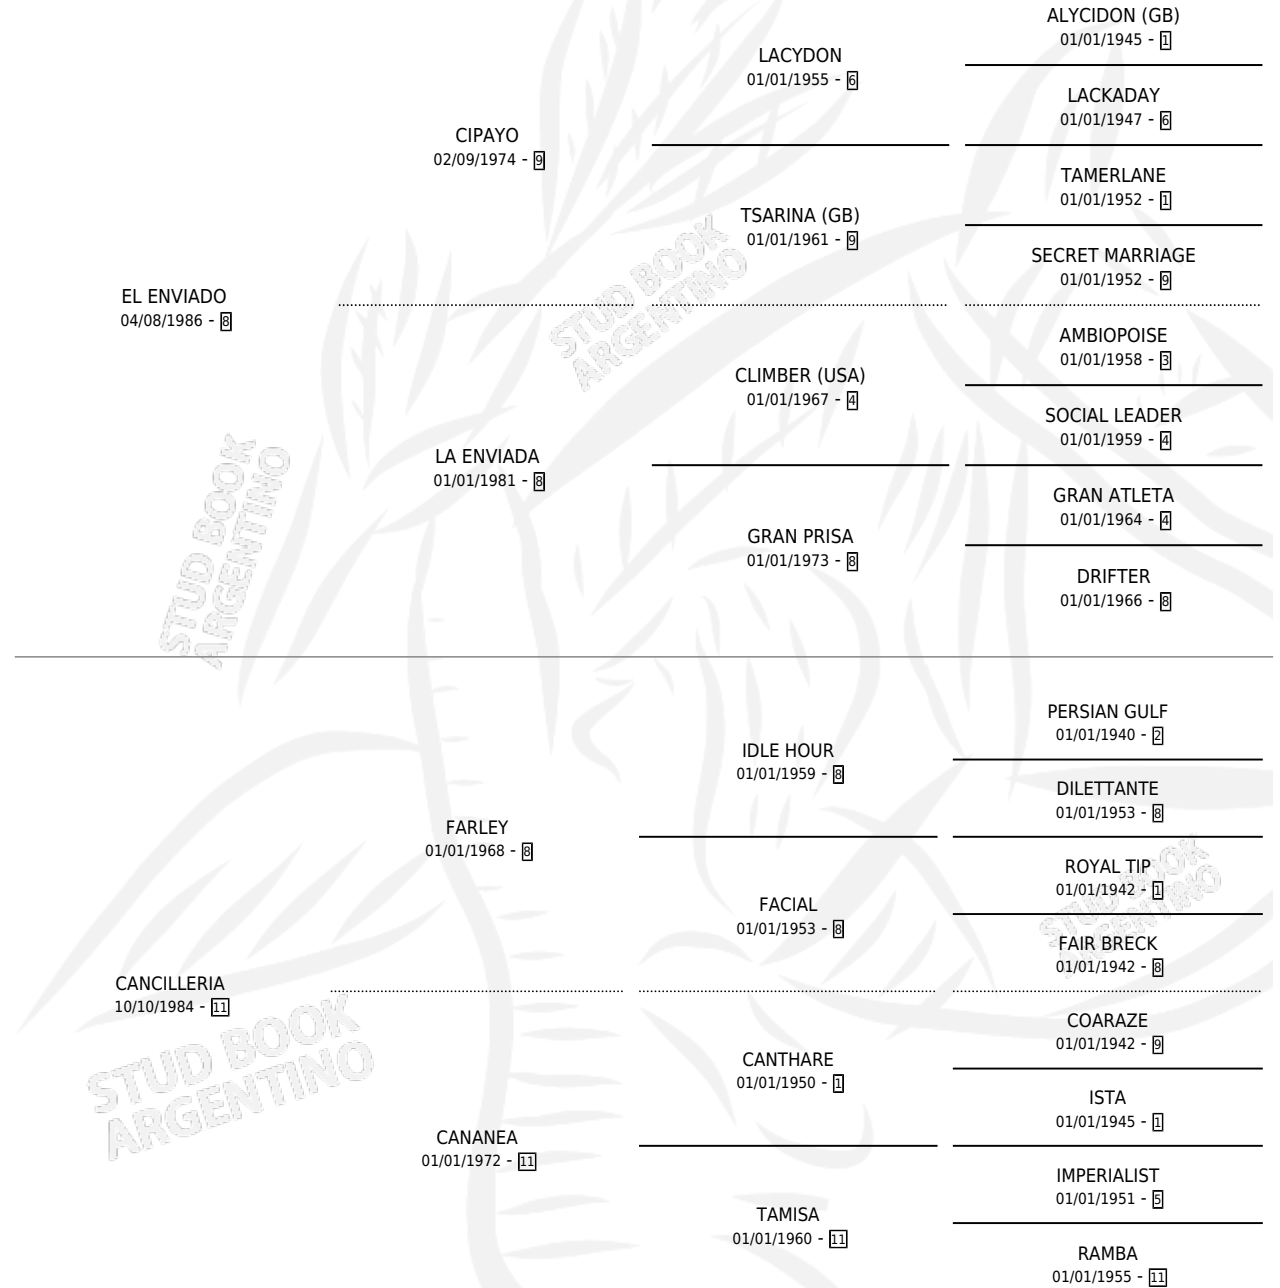 ALYCIDON (GB)
01/01/1945 - 1
LACYDON
01/01/1955 - 6
LACKADAY
01/01/1947 - 6
CIPAYO
02/09/1974 - 9
TAMERLANE
01/01/1952 - 1
TSARINA (GB)
01/01/1961 - 9
SECRET MARRIAGE
01/01/1952 - 9
EL ENVIADO
04/08/1986 - 8
STUD BOOK
ARGENTINO
AMBIOPOISE
01/01/1958 - 3
CLIMBER (USA)
01/01/1967 - 4
SOCIAL LEADER
01/01/1959 - 4
LA ENVIADA
01/01/1981 - 8
GRAN ATLETA
01/01/1964 - 4
GRAN PRISA
01/01/1973 - 8
DRIFTER
01/01/1966 - 8
STUD BOOK
ARGENTINO
PERSIAN GULF
01/01/1940 - 2
IDLE HOUR
01/01/1959 - 8
DILETTANTE
01/01/1953 - 8
FARLEY
01/01/1968 - 8
ROYAL TIP
01/01/1942 - 1
FACIAL
01/01/1953 - 8
FAIR BRECK
01/01/1942 - 8
STUD BOOK
ARGENTINO
CANCILLERIA
10/10/1984 - 11
COARAZE
01/01/1942 - 9
CANTHARE
01/01/1950 - 1
ISTA
01/01/1945 - 1
STUD BOOK
ARGENTINO
CANANEA
01/01/1972 - 11
IMPERIALIST
01/01/1951 - 5
TAMISA
01/01/1960 - 11
RAMBA
01/01/1955 - 11